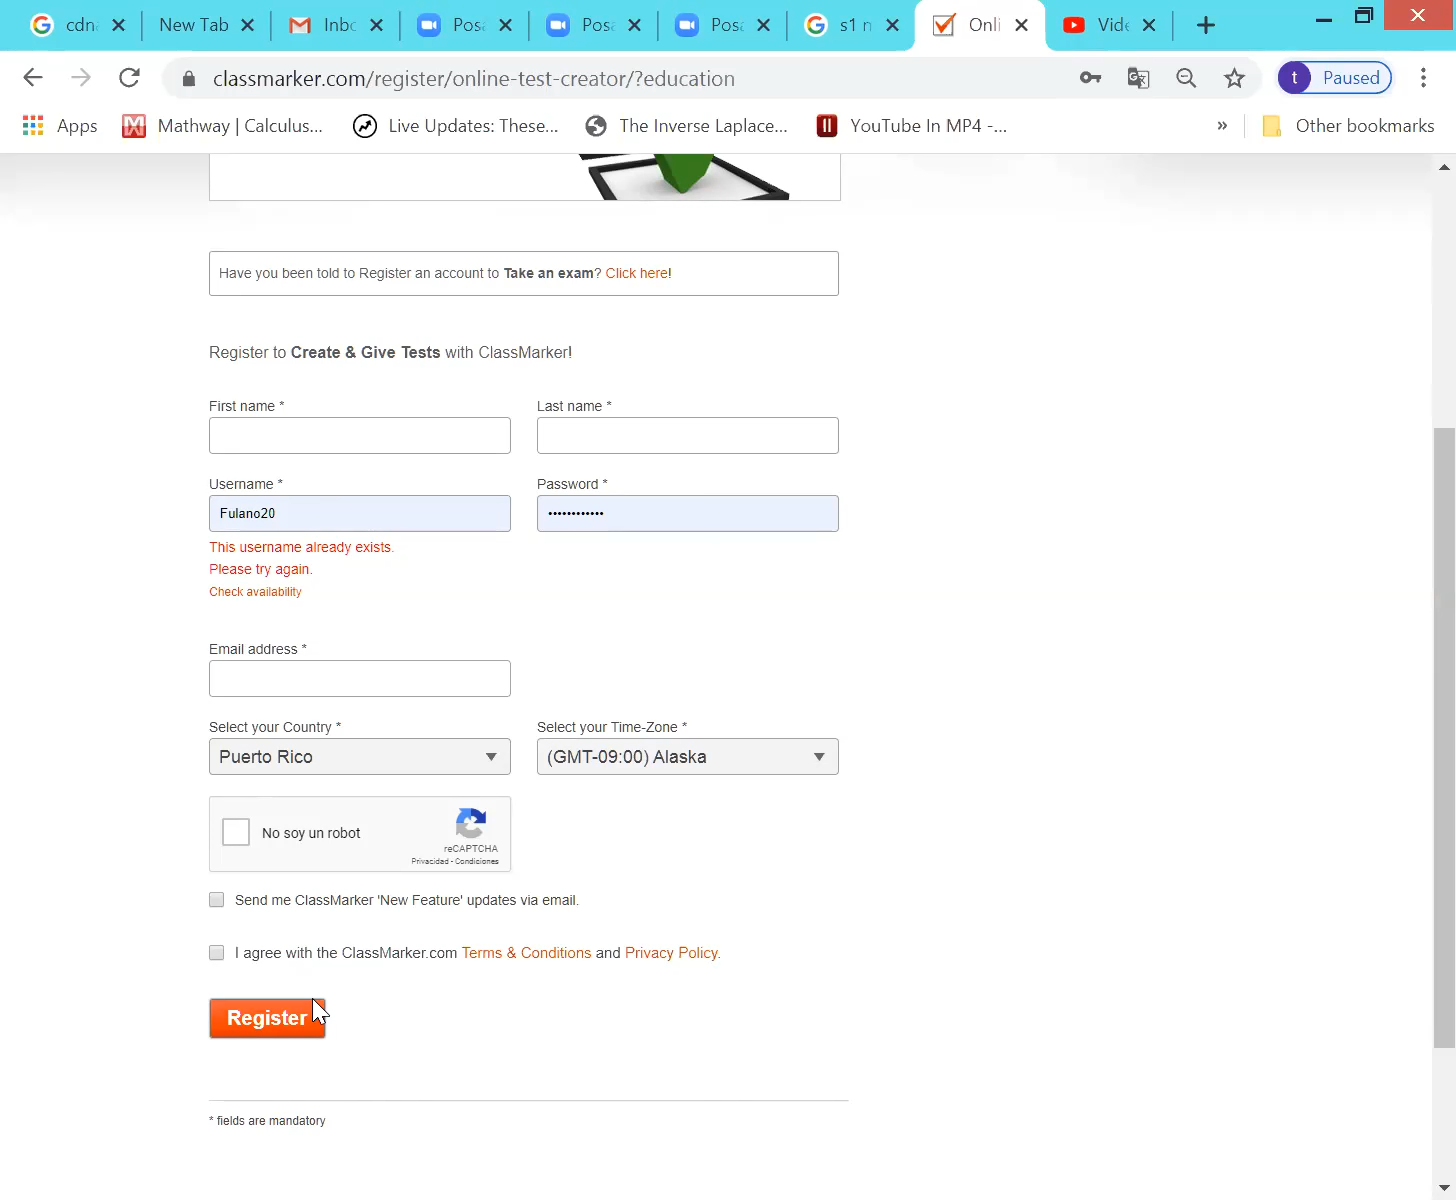 cdn
New Tab
Inbc
Pos
Pos
Pos
s1 n
Onli
Vide
classmarker.com/register/online-test-creator/?education
t
Paused
Apps
Mathway | Calculus...
Live Updates: These...
The Inverse Laplace...
YouTube In MP4 -...
»
Other bookmarks
Have you been told to Register an account to Take an exam? Click here!
Register to Create & Give Tests with ClassMarker!
First name *
Last name *
Username *
Password *
Fulano20
••••••••••••
This username already exists.
Please try again.
Check availability
Email address *
Select your Country *
Select your Time-Zone *
Puerto Rico
(GMT-09:00) Alaska
No soy un robot
reCAPTCHA
Privacidad - Condiciones
Send me ClassMarker 'New Feature' updates via email.
I agree with the ClassMarker.com Terms & Conditions and Privacy Policy.
Register
* fields are mandatory